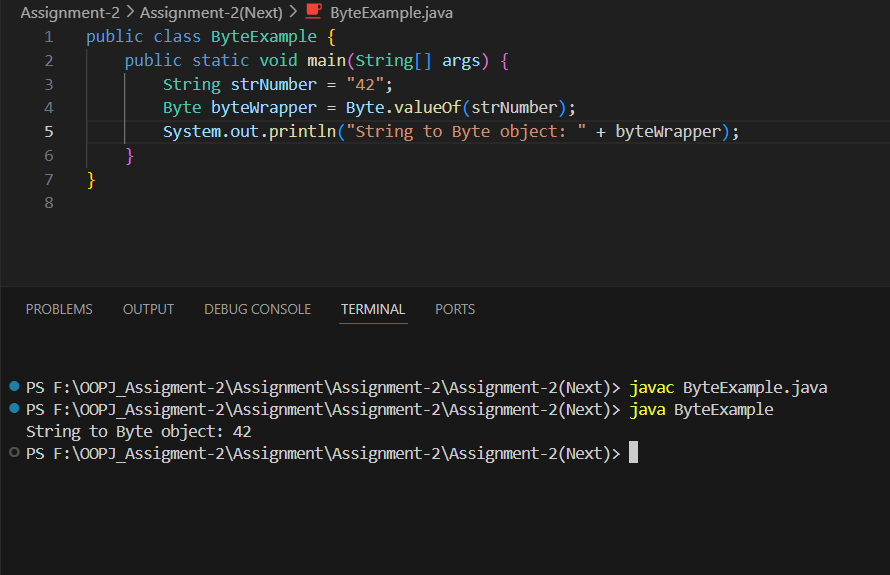 Assignment-2 > Assignment-2(Next) > ByteExample.java
1 public class ByteExample {
2 public static void main(String[] args) {
3 String strNumber = "42";
4 Byte byteWrapper = Byte.valueOf(strNumber);
5 System.out.println("String to Byte object: " + byteWrapper);
6 }
7 }
8
PROBLEMS OUTPUT DEBUG CONSOLE TERMINAL PORTS
PS F:\OOPJ_Assigment-2\Assignment\Assignment-2\Assignment-2(Next)> javac ByteExample.java
PS F:\OOPJ_Assigment-2\Assignment\Assignment-2\Assignment-2(Next)> java ByteExample
String to Byte object: 42
PS F:\OOPJ_Assigment-2\Assignment\Assignment-2\Assignment-2(Next)>